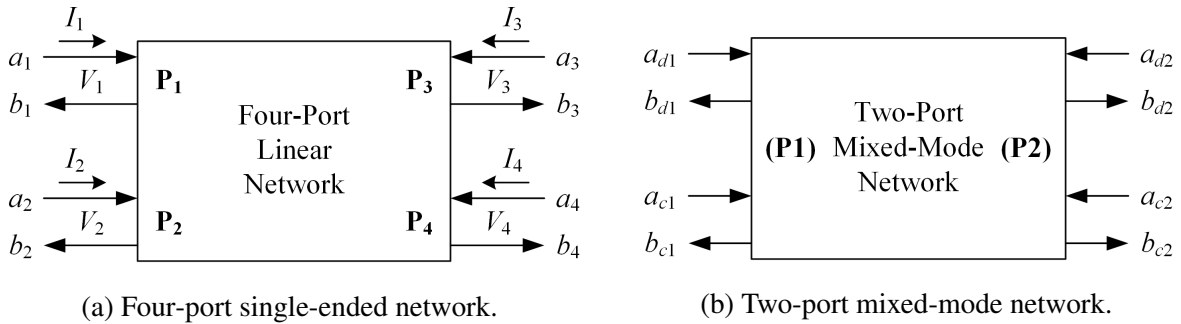 I1
I3
a1
a3
V1
P1
P3
V3
b1
b3
Four-Port
Linear
Network
I2
I4
a2
a4
V2
P2
P4
V4
b2
b4
(a) Four-port single-ended network.
ad1
ad2
bd1
bd2
Two-Port
(P1) Mixed-Mode (P2)
Network
ac1
ac2
bc1
bc2
(b) Two-port mixed-mode network.